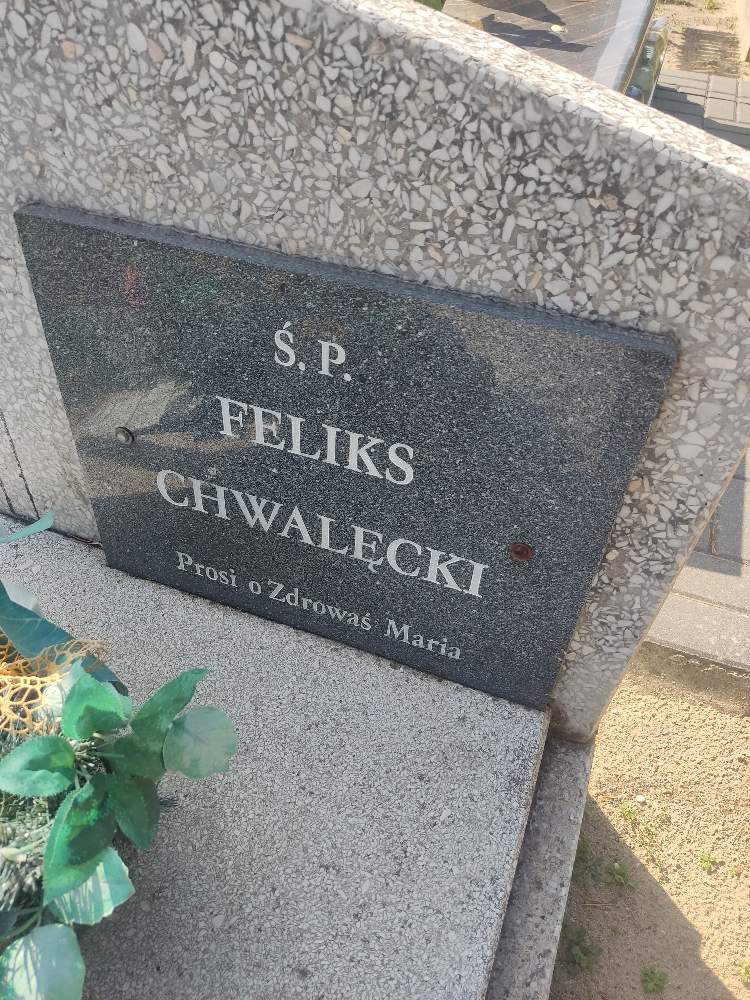 Ś. P.
FELIKS
CHWALĘCKI
Prosi o Zdrowaś Maria